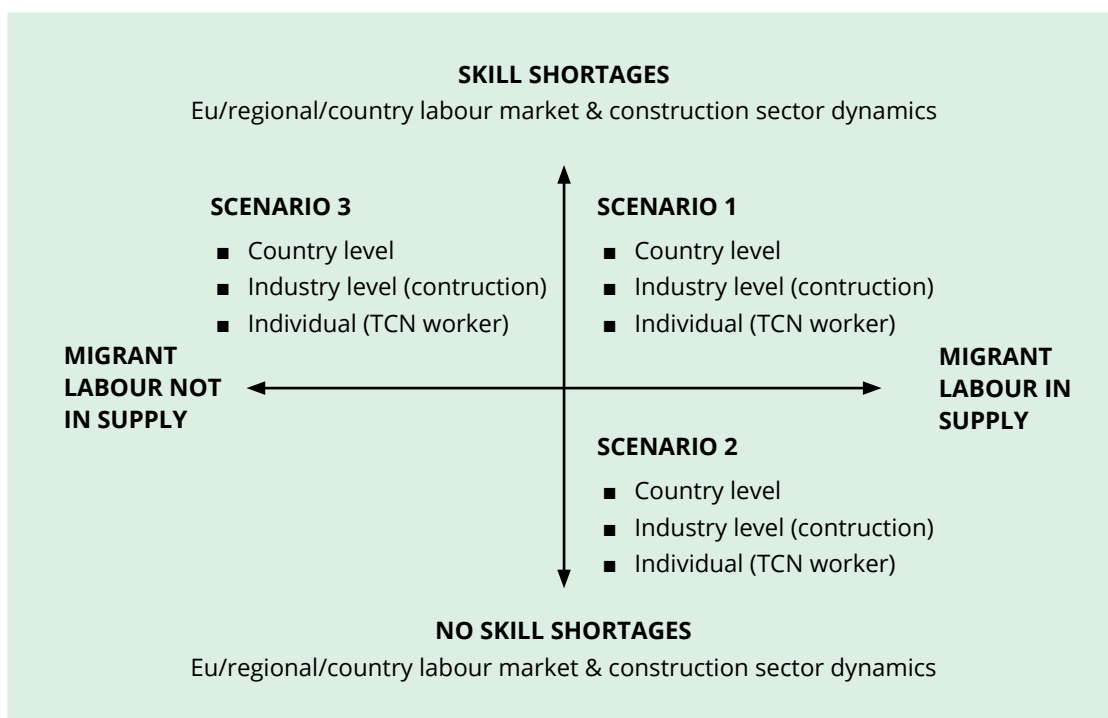 SKILL SHORTAGES
Eu/regional/country labour market & construction sector dynamics
SCENARIO 3
■ Country level
■ Industry level (contruction)
■ Individual (TCN worker)
SCENARIO 1
■ Country level
■ Industry level (contruction)
■ Individual (TCN worker)
MIGRANT
LABOUR NOT
IN SUPPLY
MIGRANT
LABOUR IN
SUPPLY
SCENARIO 2
■ Country level
■ Industry level (contruction)
■ Individual (TCN worker)
NO SKILL SHORTAGES
Eu/regional/country labour market & construction sector dynamics